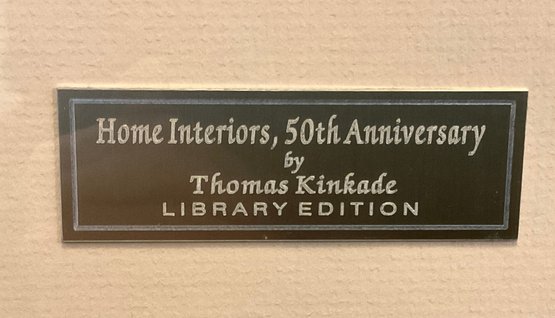 Home Interiors, 50th Anniversary
by
Thomas Kinkade
LIBRARY EDITION